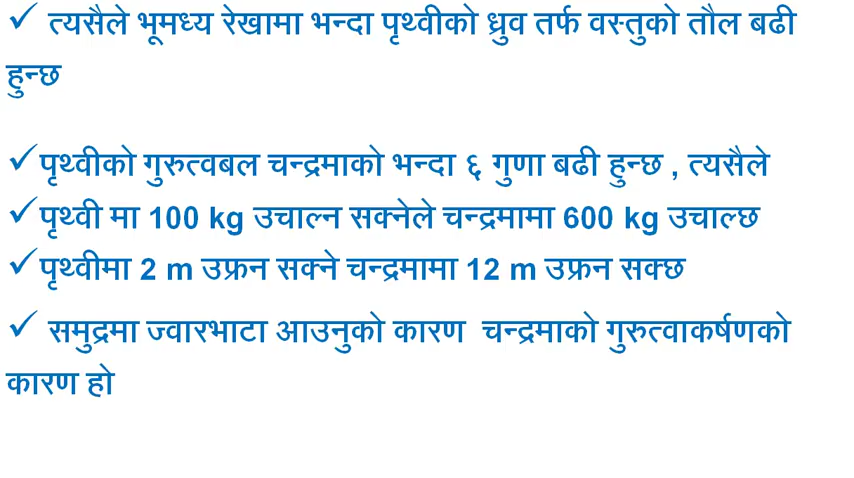 ✓ त्यसैले भूमध्य रेखामा भन्दा पृथ्वीको ध्रुव तर्फ वस्तुको तौल बढी
हुन्छ
✓पृथ्वीको गुरुत्वबल चन्द्रमाको भन्दा ६ गुणा बढी हुन्छ , त्यसैले
✓पृथ्वी मा 100 kg उचाल्न सक्नेले चन्द्रमामा 600 kg उचाल्छ
✓पृथ्वीमा 2 m उफ्रन सक्ने चन्द्रमामा 12 m उफ्रन सक्छ
✓ समुद्रमा ज्वारभाटा आउनुको कारण चन्द्रमाको गुरुत्वाकर्षणको
कारण हो